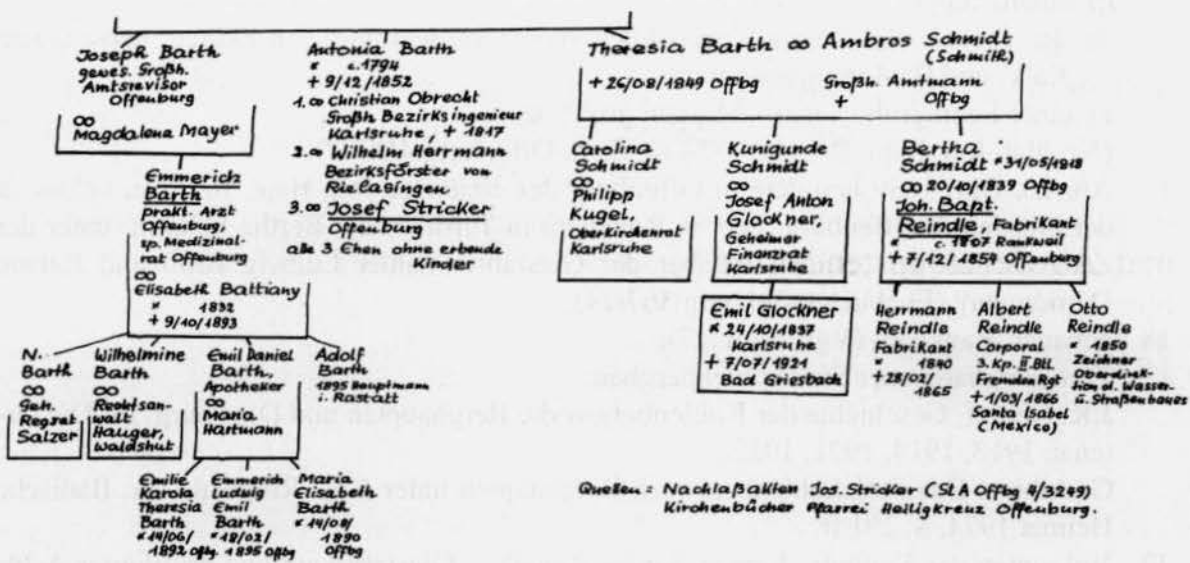 Joseph Barth
gewes. Großh.
Amtsrevisor
Offenburg
∞
Magdalena Mayer
Antonia Barth
* c.1794
+ 9/12/1852
1. ∞ Christian Obrecht
Großh Bezirksingenieur
Karlsruhe, + 1817
2. ∞ Wilhelm Herrmann
Bezirksförster von
Rielasingen
3. ∞ Josef Stricker
Offenburg
alle 3 Ehen ohne erbende
Kinder
Theresia Barth ∞ Ambros Schmidt
(Schmitt)
+ 26/08/1849 Offbg
Großh. Amtmann
+ Offbg
Emmerich
Barth
prakt. Arzt
Offenburg,
sp. Medizinal-
rat Offenburg
∞
Elisabeth Battiany
* 1832
+ 9/10/1893
Carolina
Schmidt
∞
Philipp
Kugel,
Oberleutnant
Karlsruhe
Kunigunde
Schmidt
∞
Josef Anton
Glockner,
Geheimer
Finanzrat
Karlsruhe
Bertha
Schmidt *31/05/1818
∞ 20/10/1837 Offbg
Joh. Bapt.
Reindle, Fabrikant
* c. 1807 Rankweil
+ 7/12/1854 Offenburg
N.
Barth
∞
Geh.
Reg.rat
Salzer
Wilhelmine
Barth
∞
Rechtsan-
walt
Hauger,
Waldshut
Emil Daniel
Barth,
Apotheker
∞
Maria
Hartmann
Adolf
Barth
1895 Hauptmann
i. Rastatt
Emil Glockner
* 24/10/1837
Karlsruhe
+ 7/07/1921
Bad Griesbach
Herrmann
Reindle
Fabrikant
* 1840
+28/02/
1865
Albert
Reindle
Corporal
3. Kp. II. Btl.
Fremden Rgt
+ 1/03/1866
Santa Isabel
(Mexico)
Otto
Reindle
* 1850
Zeichner
Oberdirek-
tion d. Wasser-
u. Straßenbaues
Emilie
Karola
Theresia
Barth
* 14/06/
1892 Offbg
Emmerich
Ludwig
Emil
Barth
* 18/02/
1895 Offbg
Maria
Elisabeth
Barth
* 14/08/
1890
Offbg
Quellen - Nachlaßakten Jos. Stricker (StLA Offbg 4/3249)
Kirchenbücher Pfarrei Heilig Kreuz Offenburg.